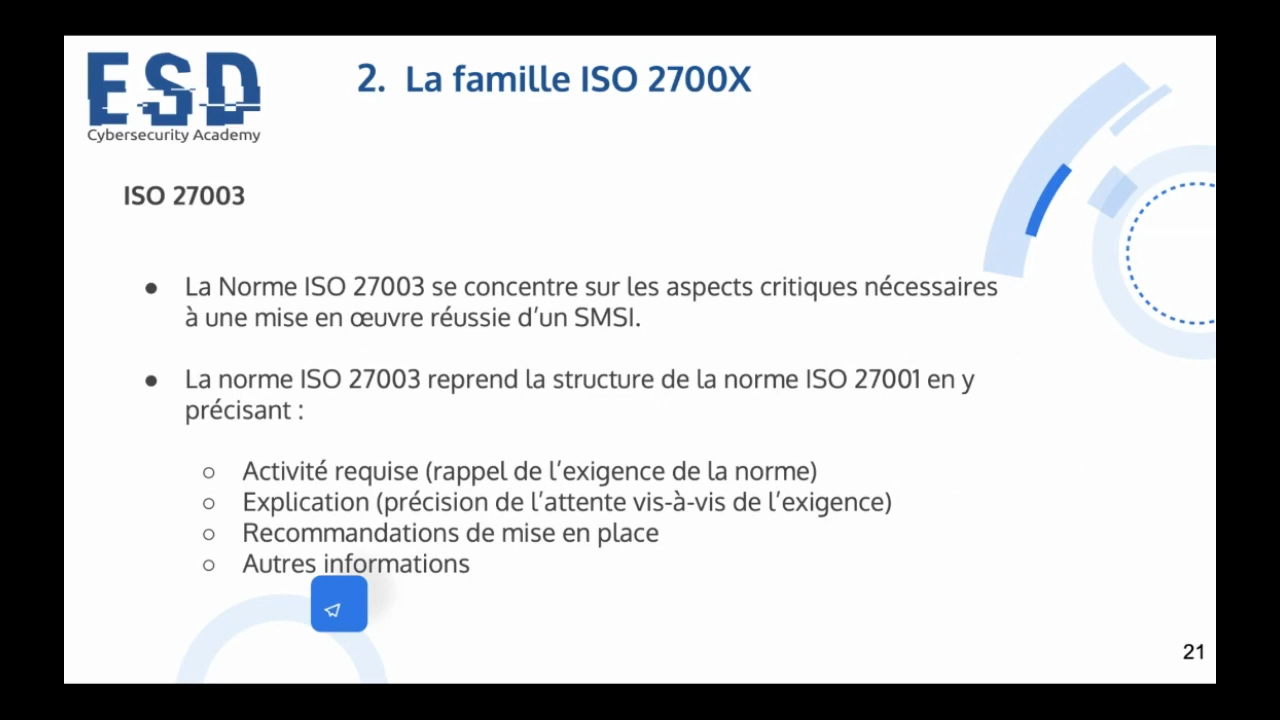 ESD
Cybersecurity Academy
2. La famille ISO 2700X
ISO 27003
● La Norme ISO 27003 se concentre sur les aspects critiques nécessaires
à une mise en œuvre réussie d’un SMSI.
● La norme ISO 27003 reprend la structure de la norme ISO 27001 en y
précisant :
○ Activité requise (rappel de l’exigence de la norme)
○ Explication (précision de l’attente vis-à-vis de l’exigence)
○ Recommandations de mise en place
○ Autres informations
21